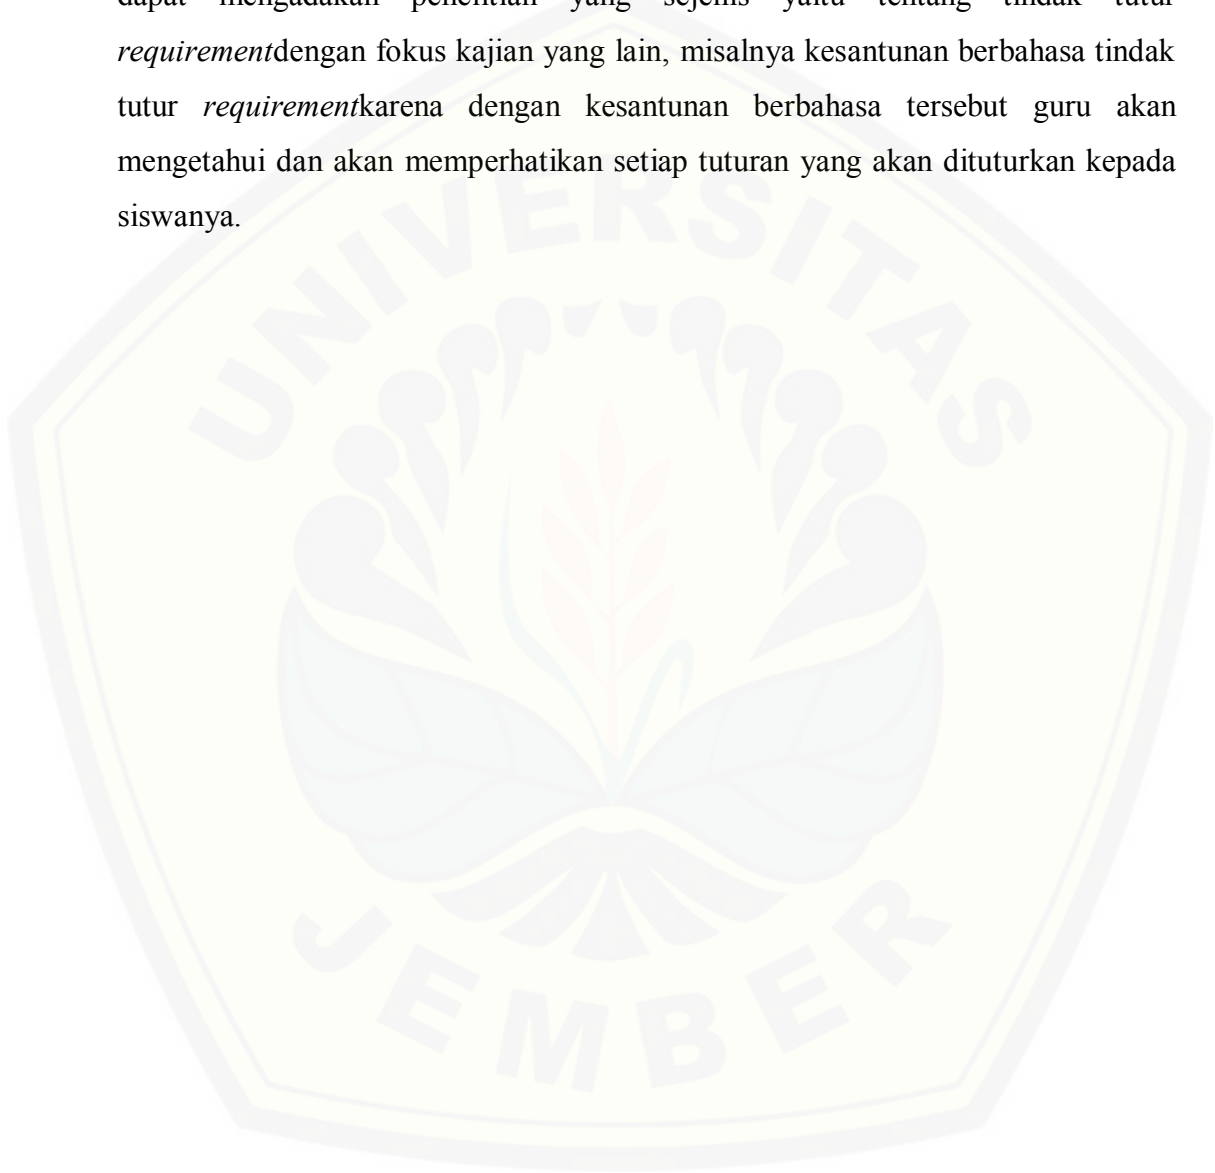 dapat mengadakan penelitian yang sejenis yaitu tentang tindak tutur
requirementdengan fokus kajian yang lain, misalnya kesantunan berbahasa tindak
tutur requirementkarena dengan kesantunan berbahasa tersebut guru akan
mengetahui dan akan memperhatikan setiap tuturan yang akan dituturkan kepada
siswanya.
UNIVERSITAS
JEMBER